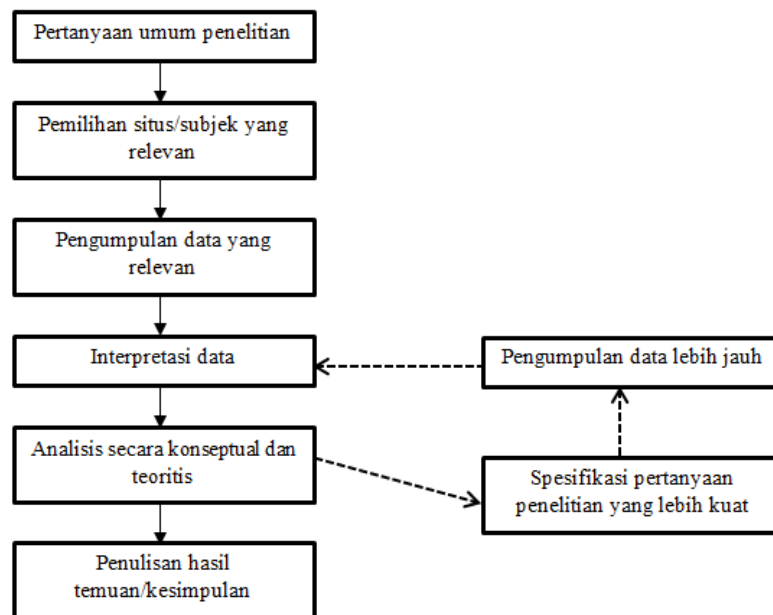 Pertanyaan umum penelitian
Pemilihan situs/subjek yang
relevan
Pengumpulan data yang
relevan
Interpretasi data
Pengumpulan data lebih jauh
Analisis secara konseptual dan
teoritis
Spesifikasi pertanyaan
penelitian yang lebih kuat
Penulisan hasil
temuan/kesimpulan